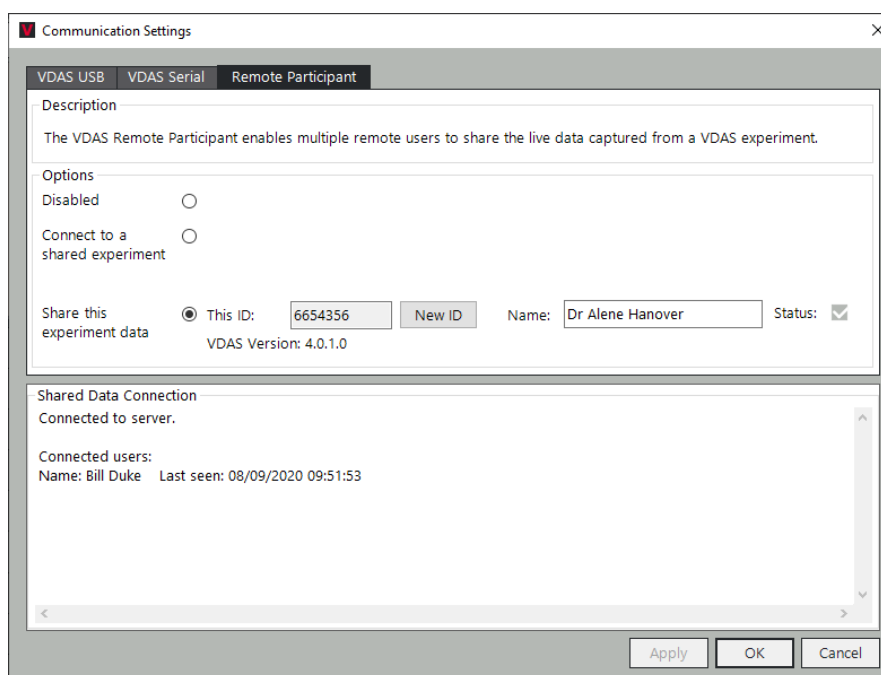 Communication Settings
VDAS USB VDAS Serial Remote Participant
Description
The VDAS Remote Participant enables multiple remote users to share the live data captured from a VDAS experiment.
Options
Disabled
Connect to a
shared experiment
Share this
experiment data
This ID: 6654356 New ID Name: Dr Alene Hanover Status:
VDAS Version: 4.0.1.0
Shared Data Connection
Connected to server.
Connected users:
Name: Bill Duke Last seen: 08/09/2020 09:51:53
Apply OK Cancel